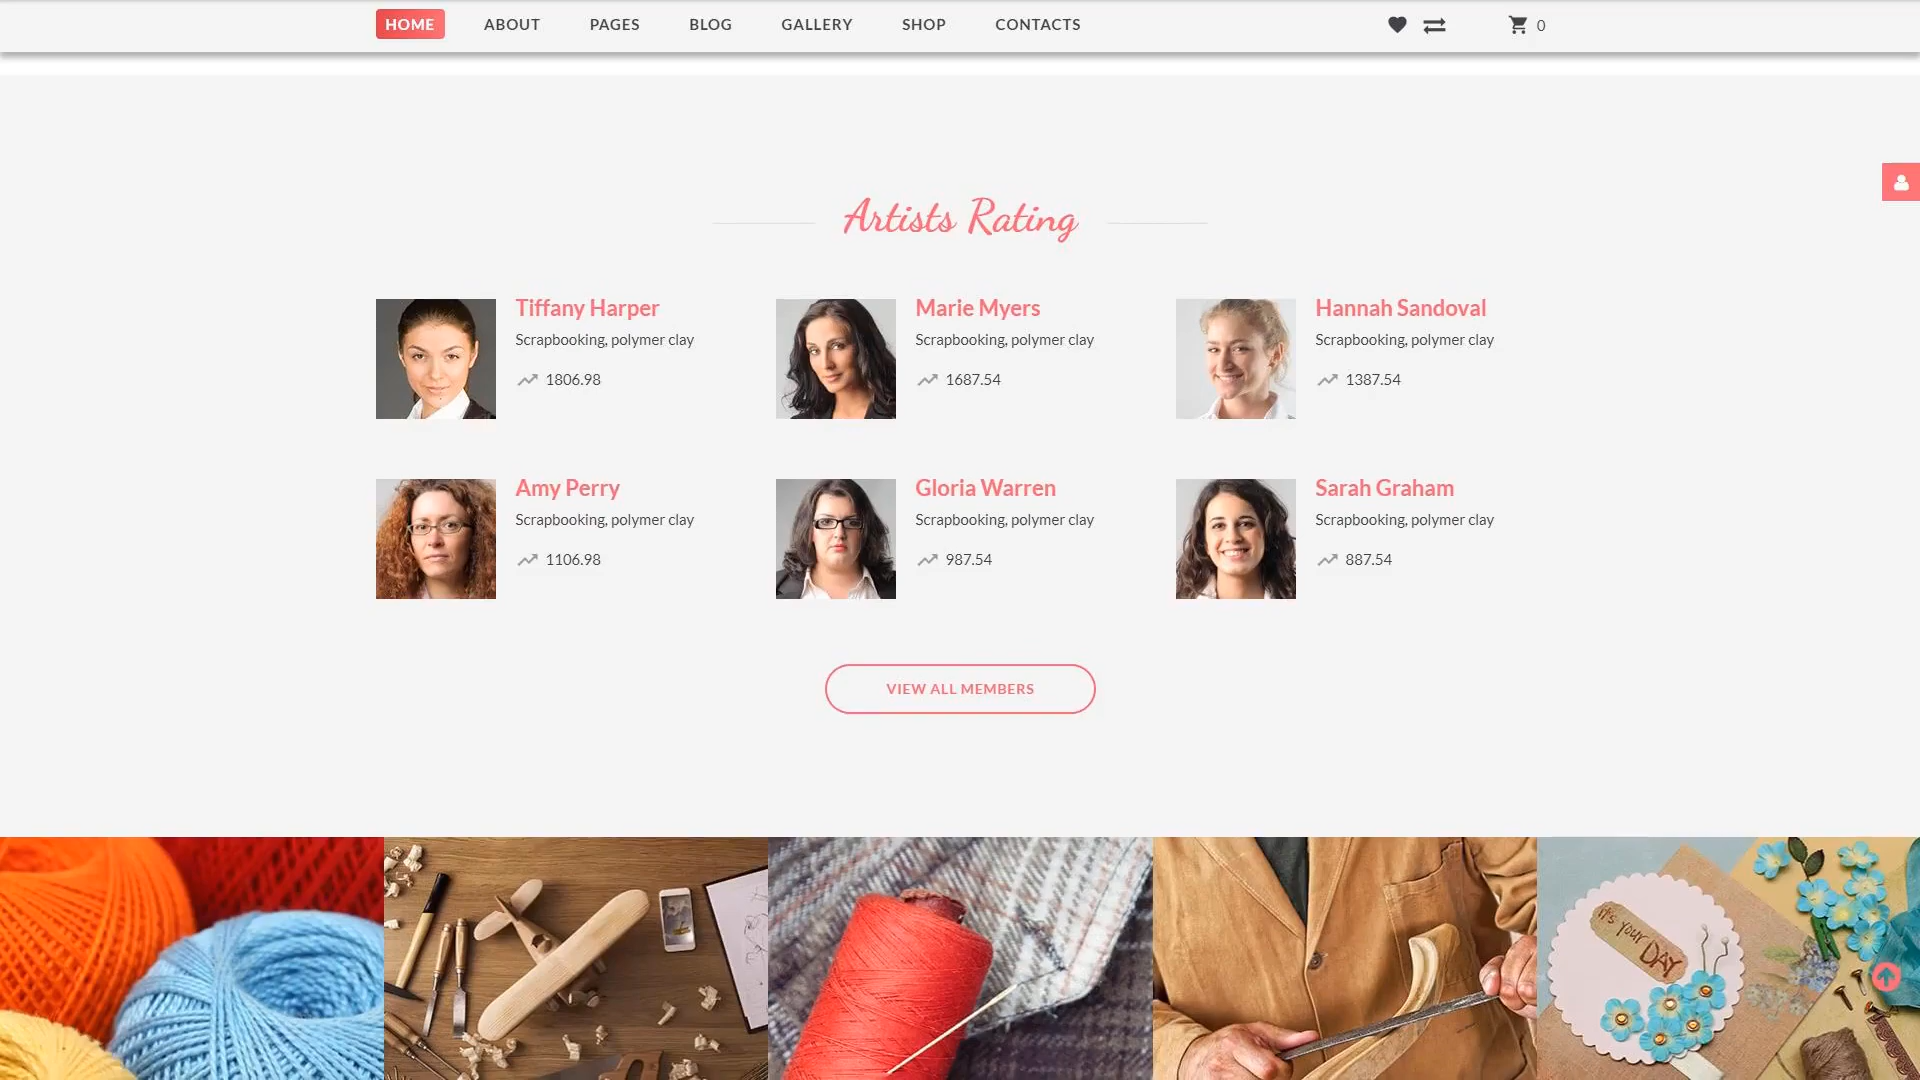 HOME ABOUT PAGES BLOG GALLERY SHOP CONTACTS 0
Artists Rating
Tiffany Harper
Scrapbooking, polymer clay
1806.98
Marie Myers
Scrapbooking, polymer clay
1687.54
Hannah Sandoval
Scrapbooking, polymer clay
1387.54
Amy Perry
Scrapbooking, polymer clay
1106.98
Gloria Warren
Scrapbooking, polymer clay
987.54
Sarah Graham
Scrapbooking, polymer clay
887.54
VIEW ALL MEMBERS
it's your
DAY